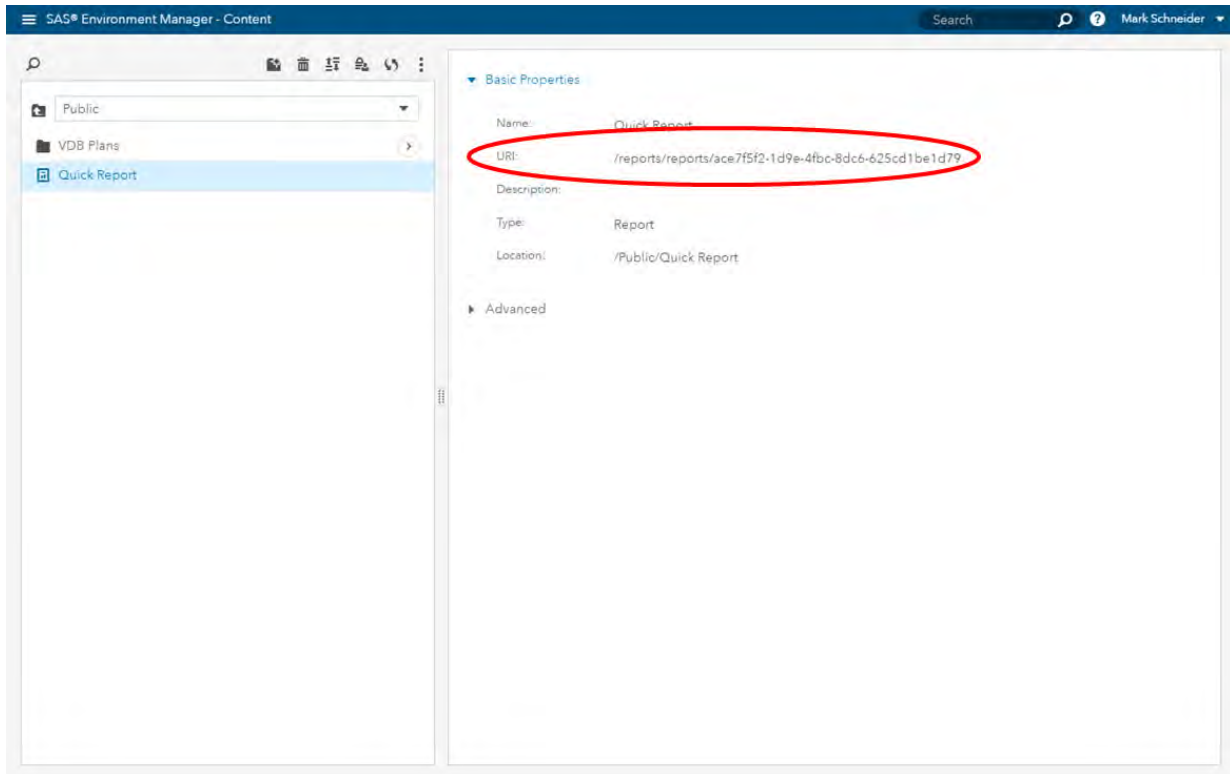 SAS® Environment Manager - Content
Search
Mark Schneider
Public
VDB Plans
Quick Report
Basic Properties
Name: Quick Report
URI: /reports/reports/ace7f5f2-1d9e-4fbc-8dc6-625cd1be1d79
Description:
Type: Report
Location: /Public/Quick Report
Advanced